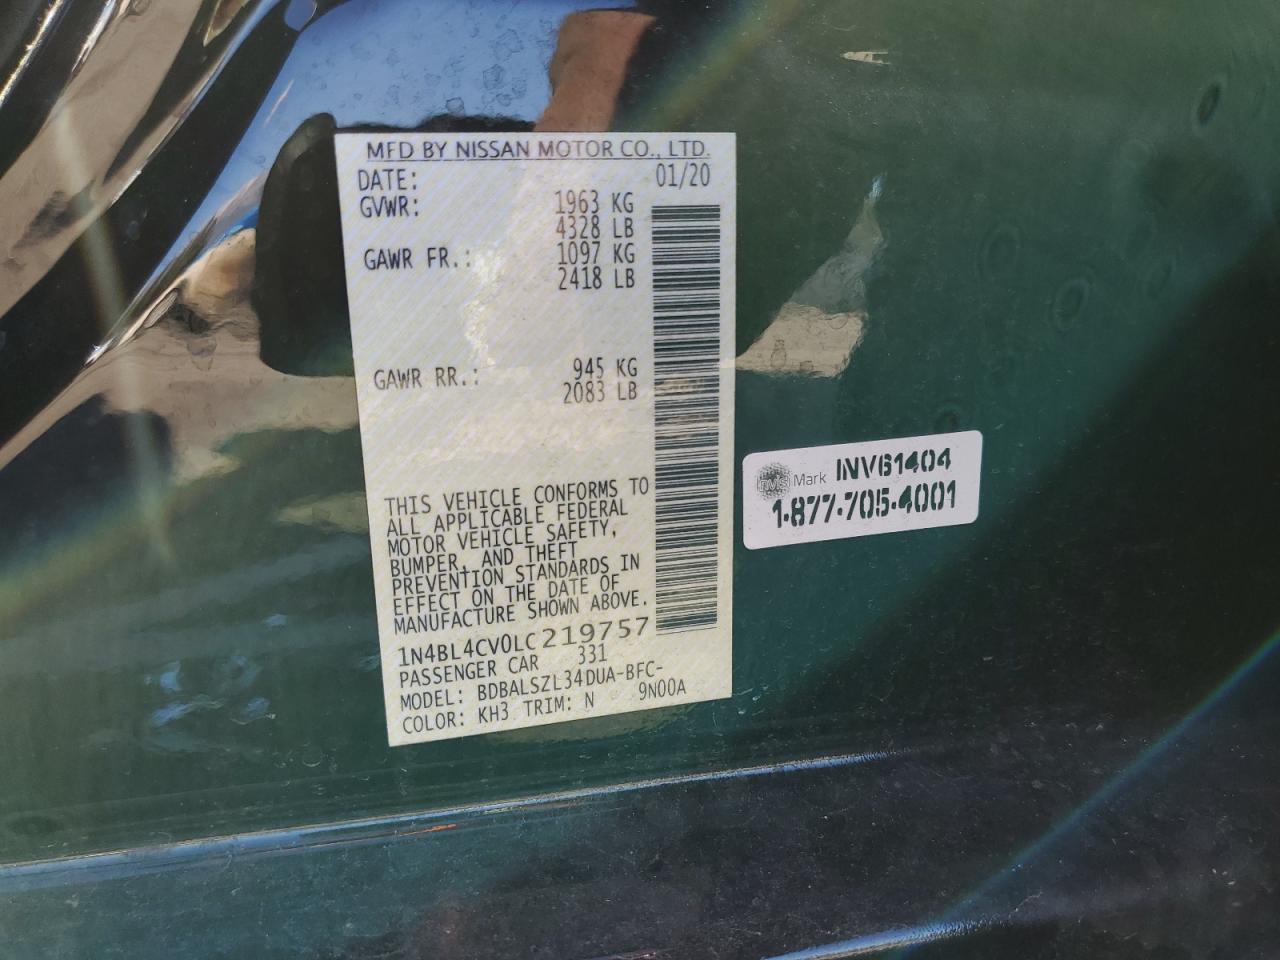 MFD BY NISSAN MOTOR CO., LTD.
DATE: 01/20
GVWR: 1963 KG
4328 LB
GAWR FR.: 1097 KG
2418 LB
GAWR RR.: 945 KG
2083 LB
THIS VEHICLE CONFORMS TO
ALL APPLICABLE FEDERAL
MOTOR VEHICLE SAFETY,
BUMPER, AND THEFT
PREVENTION STANDARDS IN
EFFECT ON THE DATE OF
MANUFACTURE SHOWN ABOVE.
1N4BL4CV0LC219757
PASSENGER CAR 331
MODEL: BDBALSZL34DUA-BFC-
9N00A
COLOR: KH3 TRIM: N
RMS Mark INV61404
1-877-705-4001